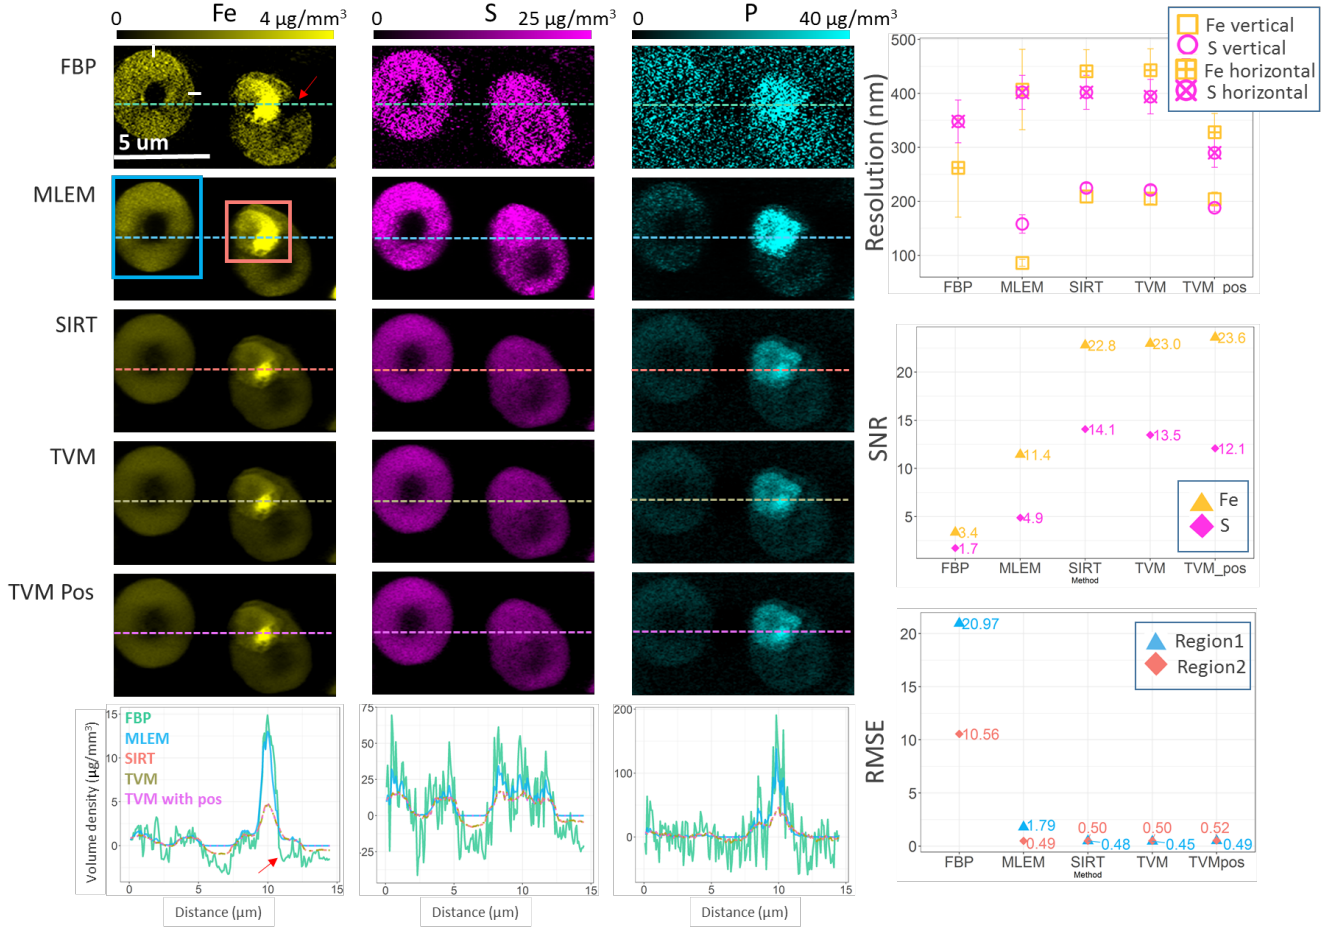 Fe
S
P
0
4 µg/mm³
0
25 µg/mm³
0
40 µg/mm³
FBP
5 um
MLEM
SIRT
TVM
TVM Pos
Volume density (µg/mm³)
15
10
5
0
FBP
MLEM
SIRT
TVM
TVM with pos
0
5
10
15
Distance (µm)
75
50
25
0
-25
0
5
10
15
Distance (µm)
200
100
0
0
5
10
15
Distance (µm)
Fe vertical
S vertical
Fe horizontal
S horizontal
Resolution (nm)
500
400
300
200
100
FBP
MLEM
SIRT
TVM
TVM_pos
SNR
20
15
10
5
3.4
1.7
11.4
4.9
22.8
14.1
23.0
13.5
23.6
12.1
Fe
S
FBP
MLEM
SIRT
TVM
TVM_pos
Method
RMSE
20
15
10
5
0
20.97
10.56
1.79
0.49
0.50
0.48
0.50
0.45
0.52
0.49
Region1
Region2
FBP
MLEM
SIRT
TVM
TVMpos
Method